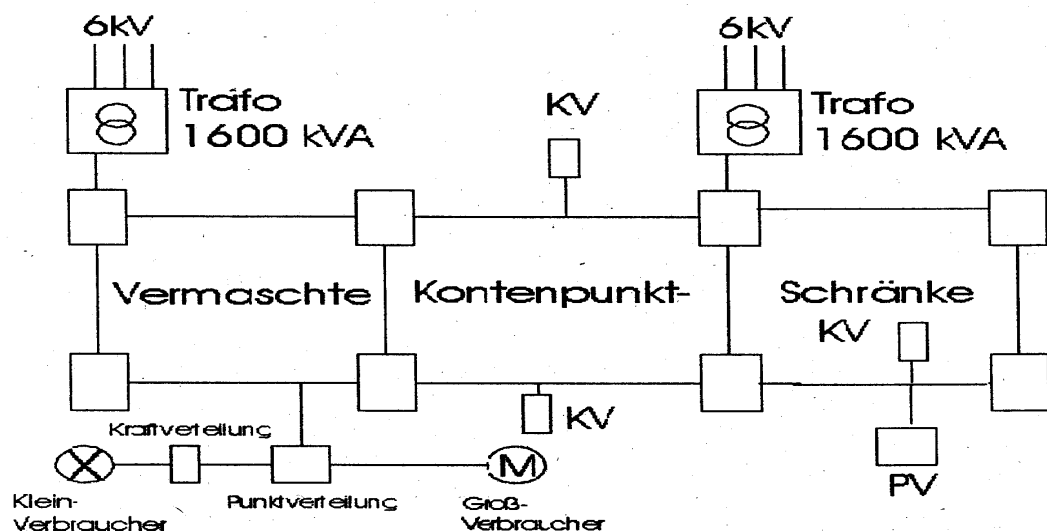 6kV
6kV
Trafo
1600 kVA
KV
Trafo
1600 kVA
Vermaschte Kontenpunkt- Schränke
KV
KV
Kraftverteilung
Klein-
Verbraucher
Punktverteilung
Groß-
Verbraucher
M
PV